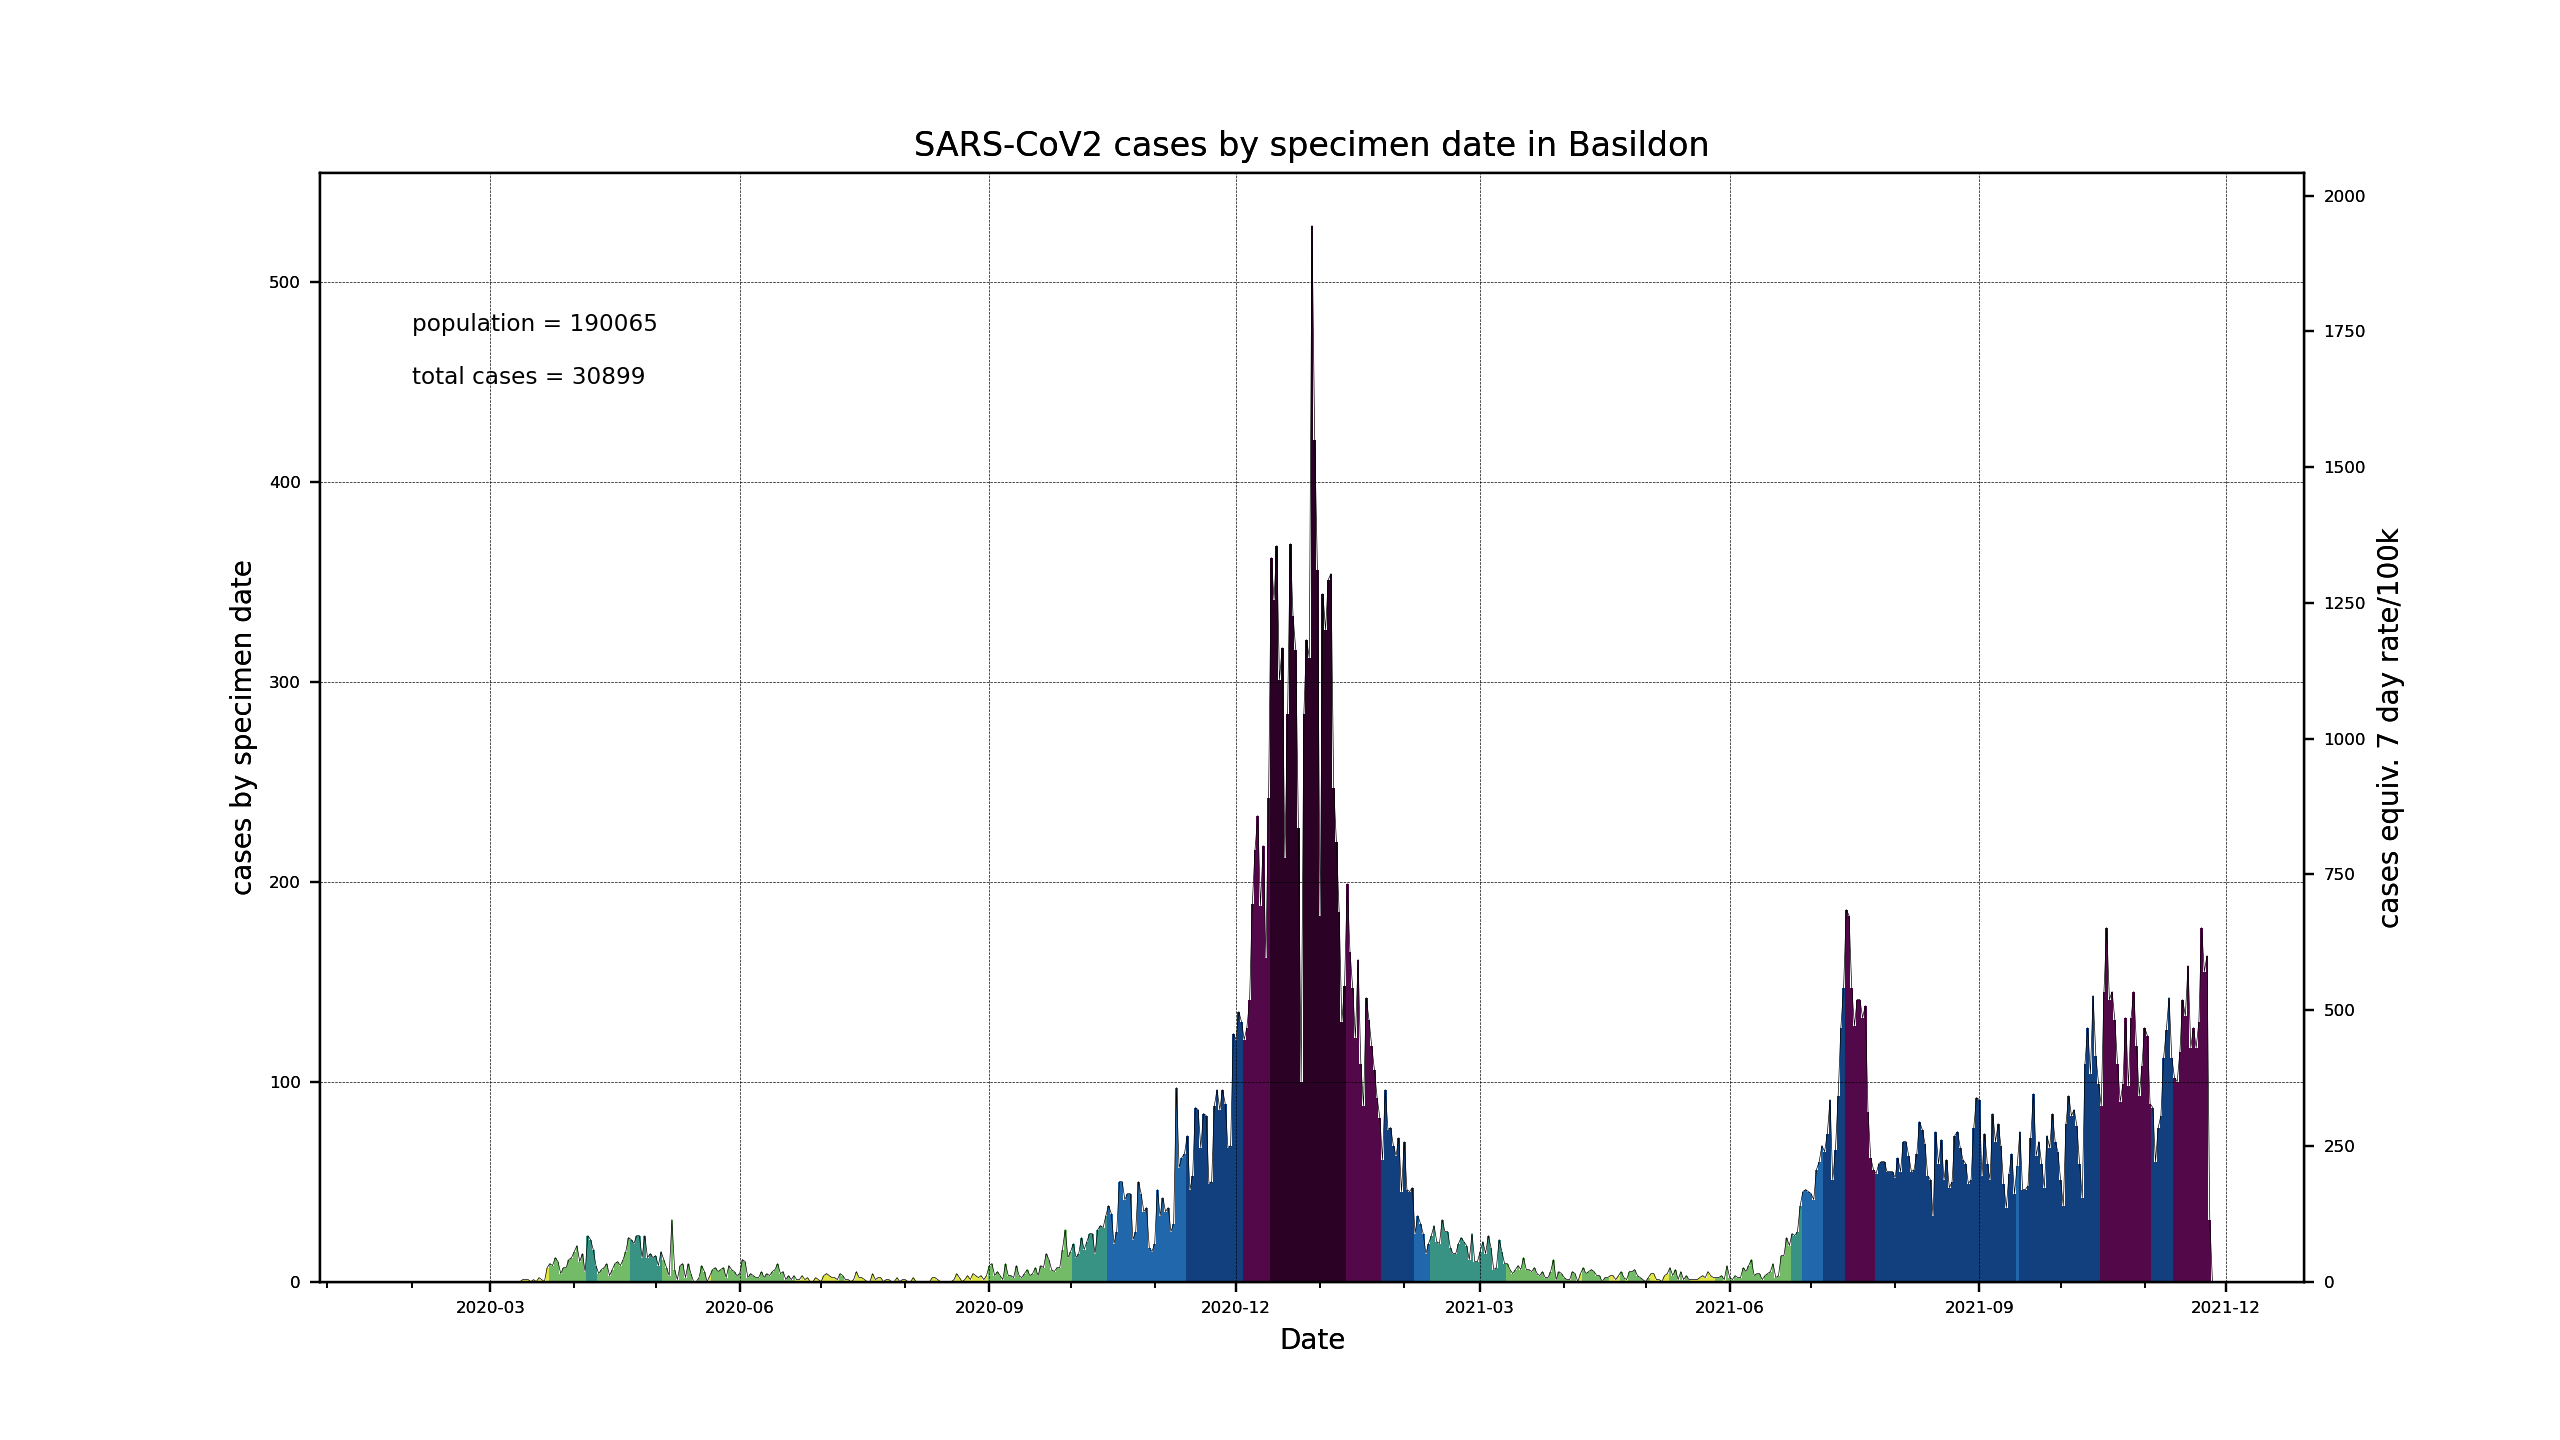 SARS-CoV2 cases by specimen date in Basildon
population = 190065
total cases = 30899
cases by specimen date
500
400
300
200
100
0
2000
1750
1500
1250
1000
750
500
250
0
cases equiv. 7 day rate/100k
2020-03 2020-06 2020-09 2020-12 2021-03 2021-06 2021-09 2021-12
Date